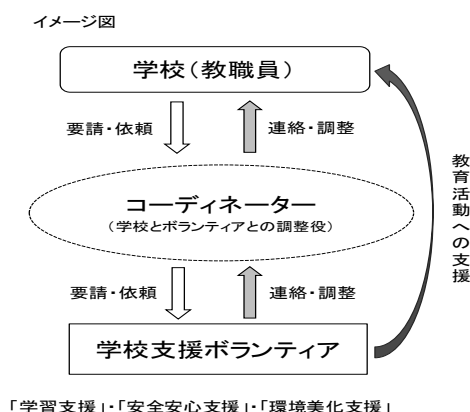 イメージ図
学校(教職員)
要請・依頼
連絡・調整
コーディネーター
(学校とボランティアとの調整役)
要請・依頼
連絡・調整
学校支援ボランティア
教育活動への支援
「学習支援」・「安全安心支援」・「環境美化支援」